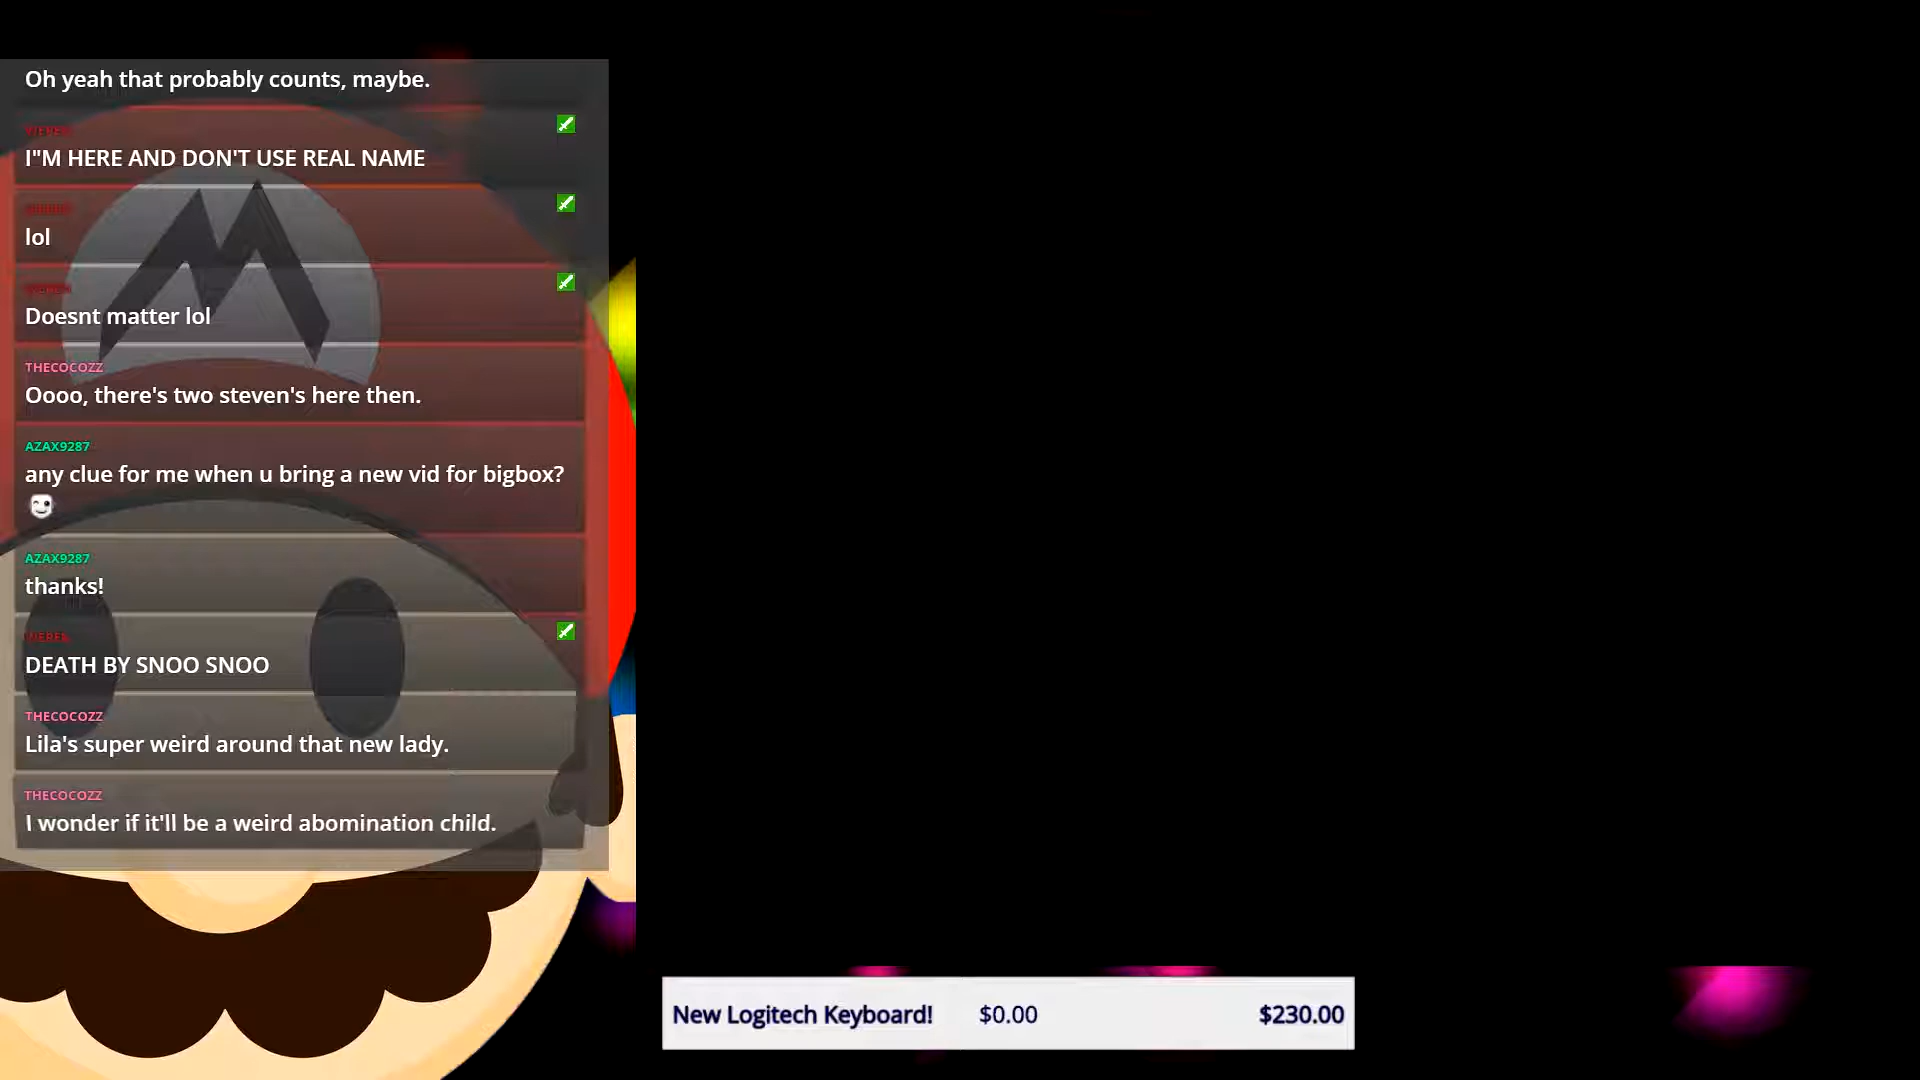 Oh yeah that probably counts, maybe.
I"M HERE AND DON'T USE REAL NAME
lol
Doesnt matter lol
THECOCOZZ
Oooo, there's two steven's here then.
AZAX9287
any clue for me when u bring a new vid for bigbox?
AZAX9287
thanks!
DEATH BY SNOO SNOO
THECOCOZZ
Lila's super weird around that new lady.
THECOCOZZ
I wonder if it'll be a weird abomination child.
New Logitech Keyboard! $0.00 $230.00